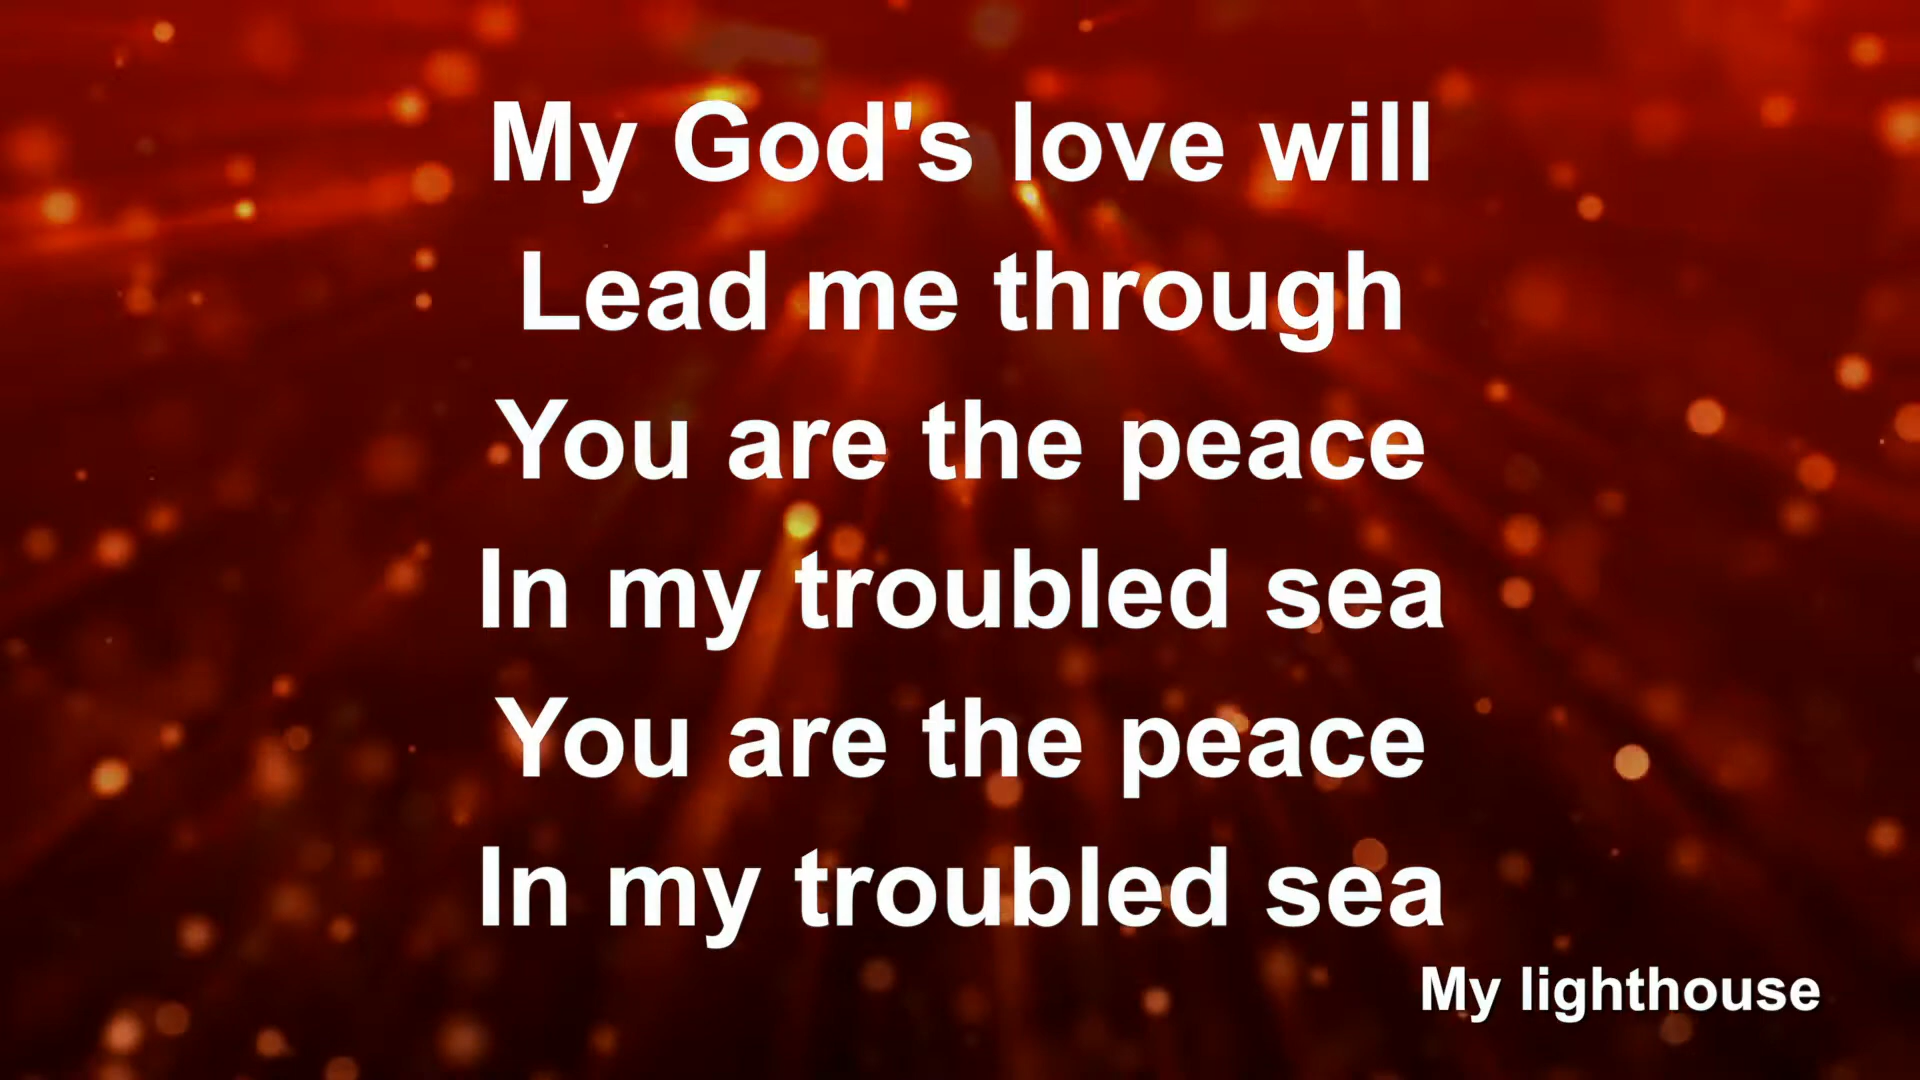 My God's love will
Lead me through
You are the peace
In my troubled sea
You are the peace
In my troubled sea
My lighthouse